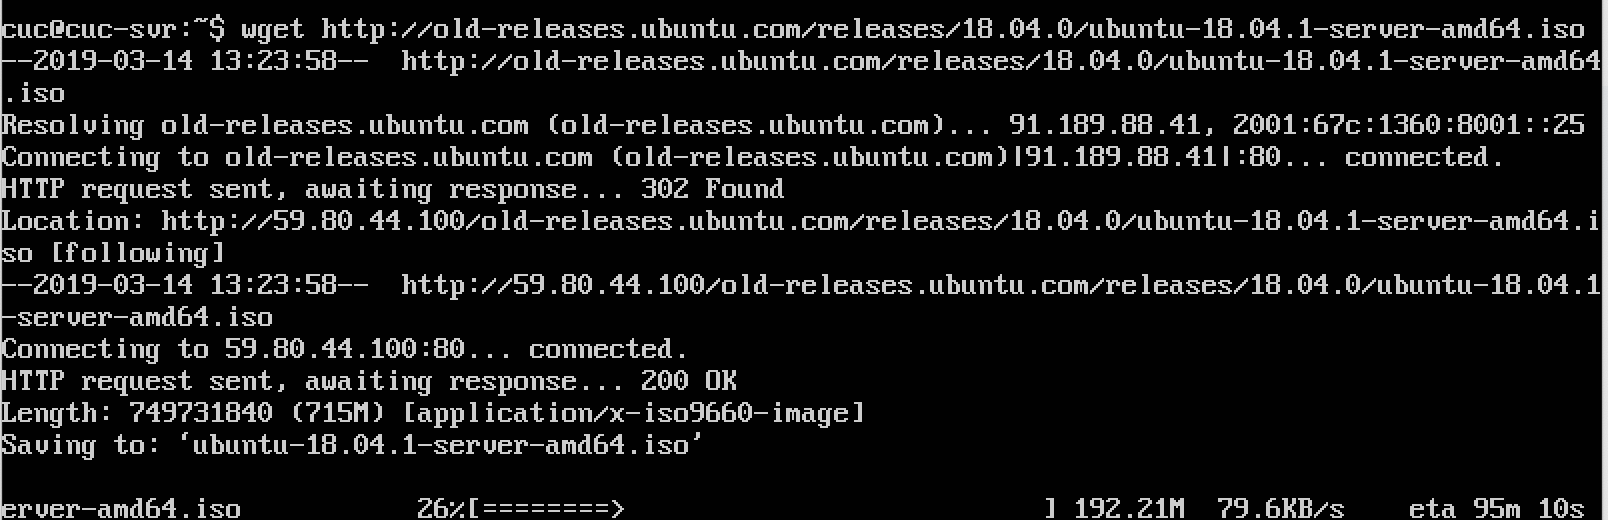 cuc@cuc-svr:~$ wget http://old-releases.ubuntu.com/releases/18.04.0/ubuntu-18.04.1-server-amd64.iso
--2019-03-14 13:23:58--  http://old-releases.ubuntu.com/releases/18.04.0/ubuntu-18.04.1-server-amd64
.iso
Resolving old-releases.ubuntu.com (old-releases.ubuntu.com)... 91.189.88.41, 2001:67c:1360:8001::25
Connecting to old-releases.ubuntu.com (old-releases.ubuntu.com)|91.189.88.41|:80... connected.
HTTP request sent, awaiting response... 302 Found
Location: http://59.80.44.100/old-releases.ubuntu.com/releases/18.04.0/ubuntu-18.04.1-server-amd64.i
so [following]
--2019-03-14 13:23:58--  http://59.80.44.100/old-releases.ubuntu.com/releases/18.04.0/ubuntu-18.04.1
-server-amd64.iso
Connecting to 59.80.44.100:80... connected.
HTTP request sent, awaiting response... 200 OK
Length: 749731840 (715M) [application/x-iso9660-image]
Saving to: ‘ubuntu-18.04.1-server-amd64.iso’
erver-amd64.iso           26%[========>                          ] 192.21M  79.6KB/s    eta 95m 10s